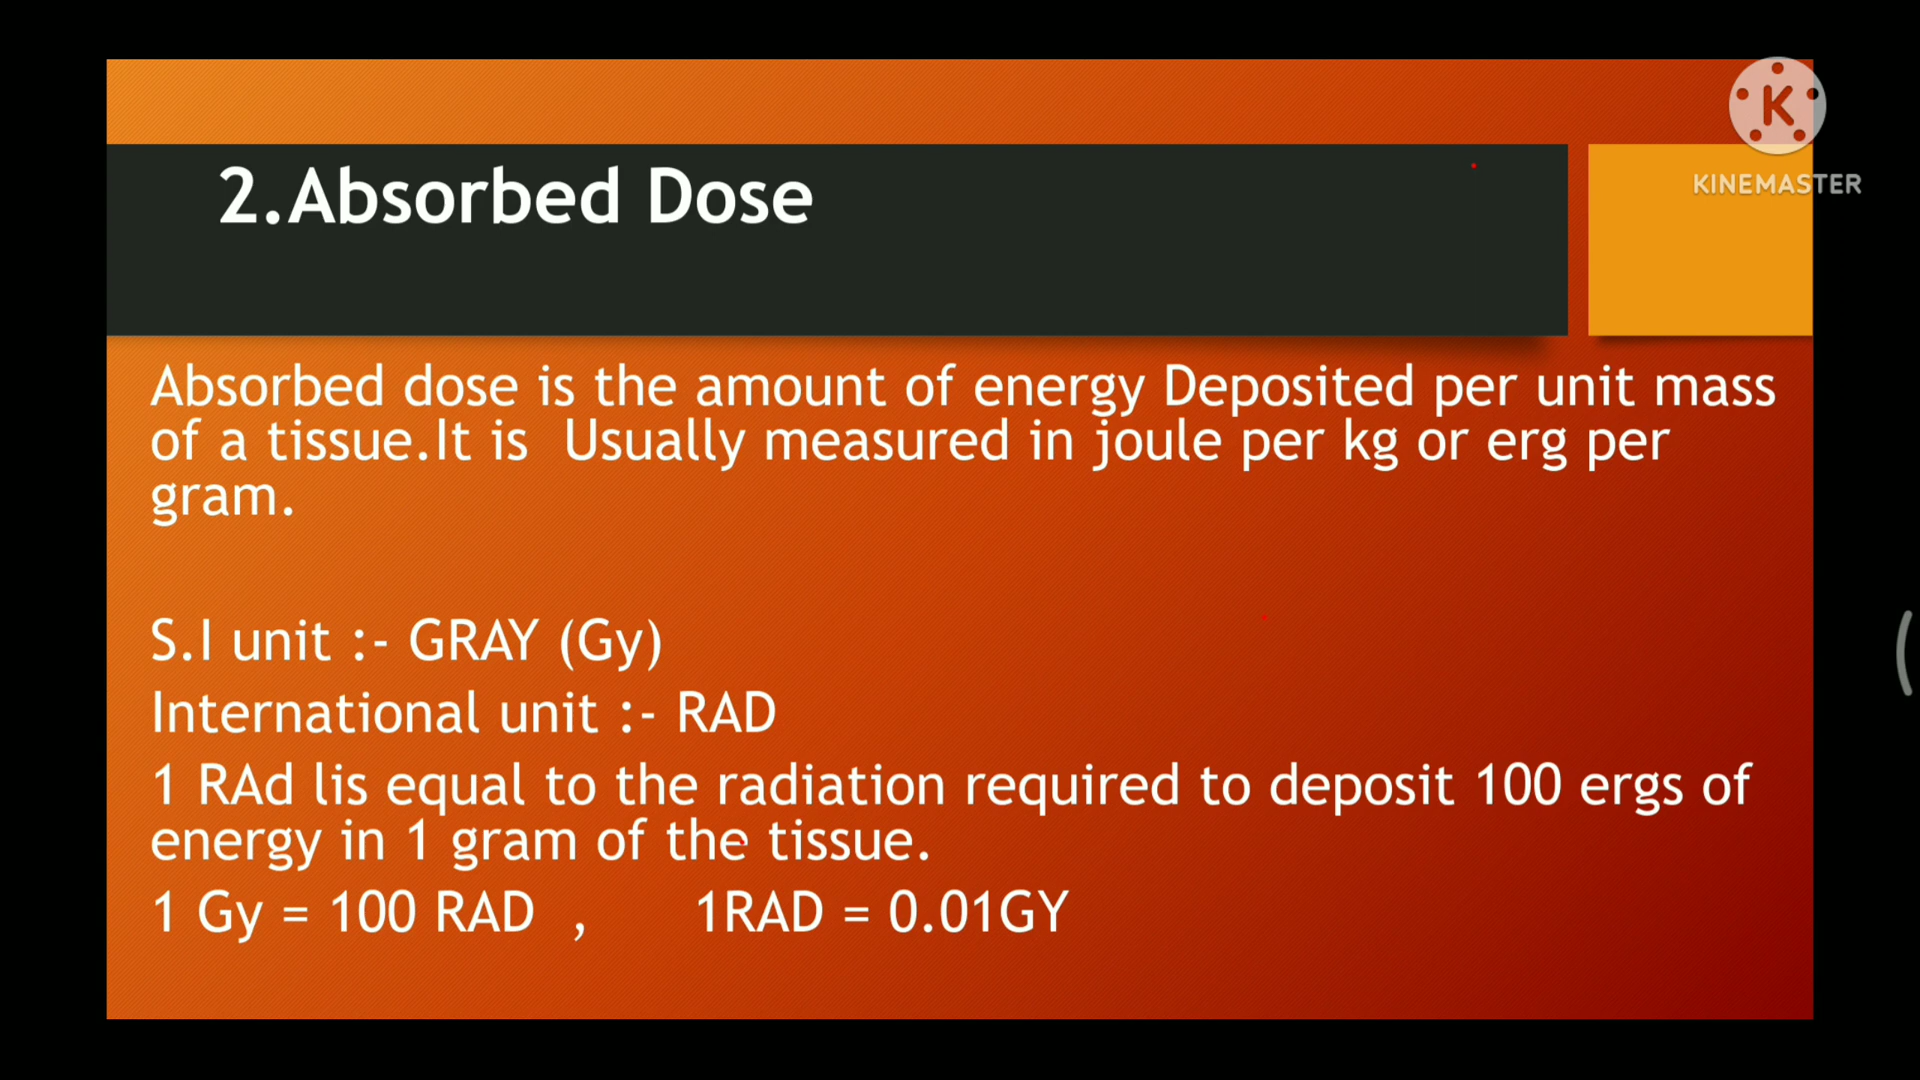 K
KINEMASTER
2.Absorbed Dose
Absorbed dose is the amount of energy Deposited per unit mass
of a tissue.It is  Usually measured in joule per kg or erg per
gram.
S.I unit :- GRAY (Gy)
International unit :- RAD
1 RAd lis equal to the radiation required to deposit 100 ergs of
energy in 1 gram of the tissue.
1 Gy = 100 RAD  ,      1RAD = 0.01GY